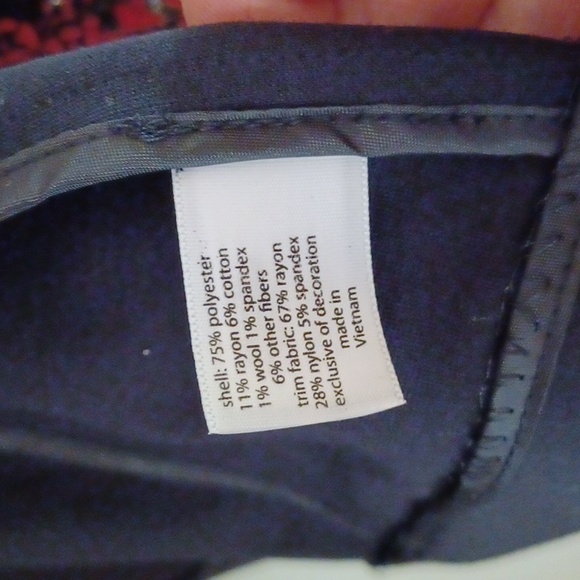 shell: 75% polyester
11% rayon 6% cotton
1% wool 1% spandex
6% other fibers
trim fabric: 67% rayon
28% nylon 5% spandex
exclusive of decoration
made in
Vietnam